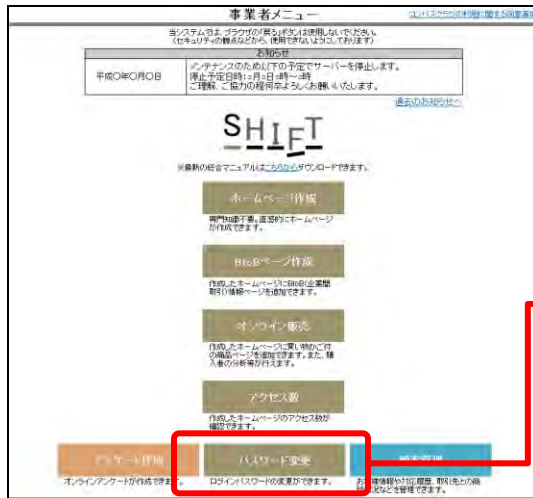 事業者メニュー
当システムでは、ブラウザの「戻る」ボタンは使用しないでください。
(セキュリティの観点などから、使用できないようにしております)
お知らせ
平成〇年〇月〇日
メンテナンスのため以下の予定でサーバーを停止します。
停止予定日時:○月○日○時~○時
ご理解、ご協力の程何卒よろしくお願いいたします。
過去のお知らせへ
SHIFT
※最新の総合マニュアルはこちらからダウンロードできます。
ホームページ作成
専門知識不要。直感的にホームページ
が作成できます。
BtoBページ作成
作成したホームページにBtoB(企業間
取引)情報ページを追加できます。
オンライン販売
作成したホームページに買い物かご付
の商品ページを追加できます。また、購
入者の分析等が行えます。
アクセス数
作成したホームページのアクセス数が
確認できます。
アンケート作成 パスワード変更 顧客管理
オンラインアンケートが作成できます。 ログインパスワードの変更ができます。